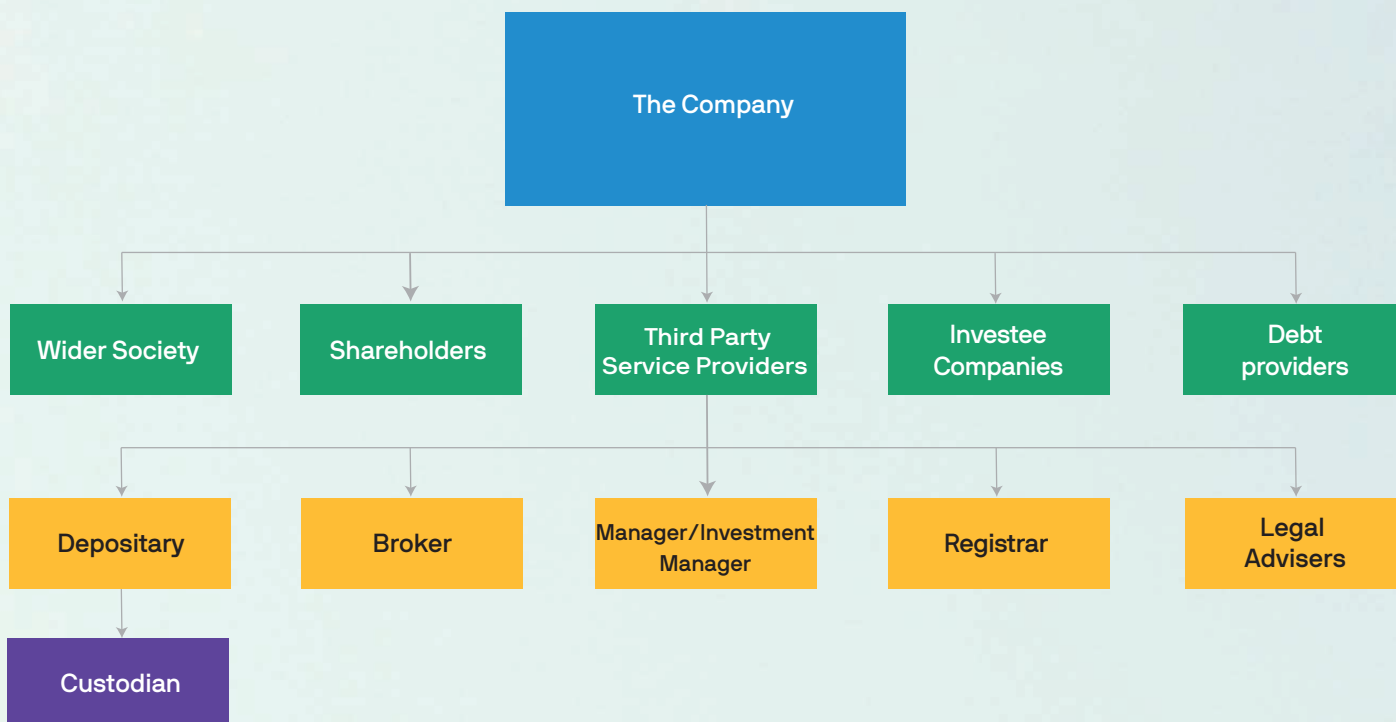 The Company
Wider Society
Shareholders
Third Party
Service Providers
Investee
Companies
Debt
providers
Depositary
Broker
Manager/Investment
Manager
Registrar
Legal
Advisers
Custodian